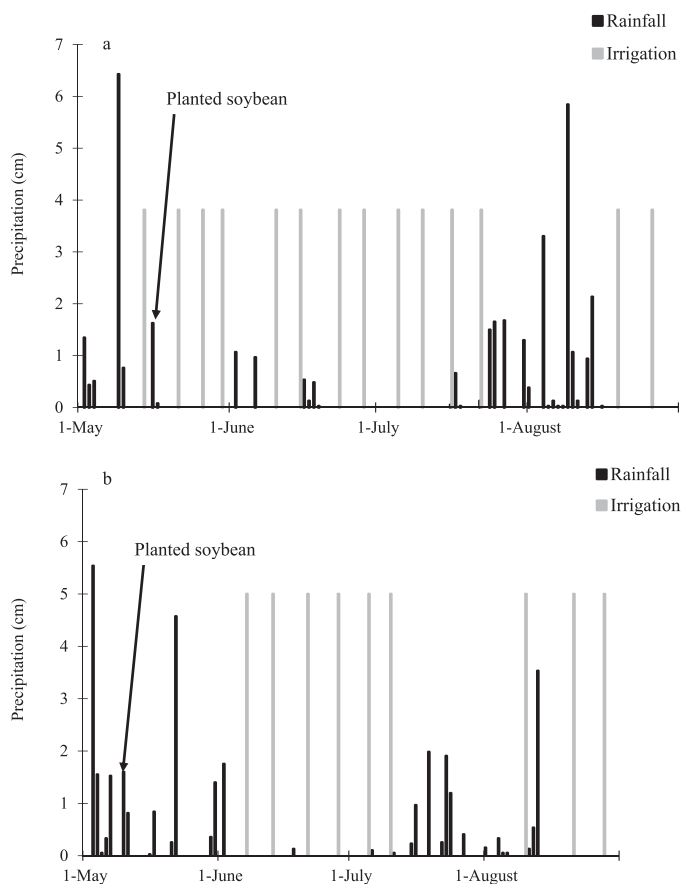 Rainfall
Irrigation
a
Planted soybean
Precipitation (cm)
7
6
5
4
3
2
1
0
1-May
1-June
1-July
1-August
Rainfall
Irrigation
b
Planted soybean
Precipitation (cm)
7
6
5
4
3
2
1
0
1-May
1-June
1-July
1-August